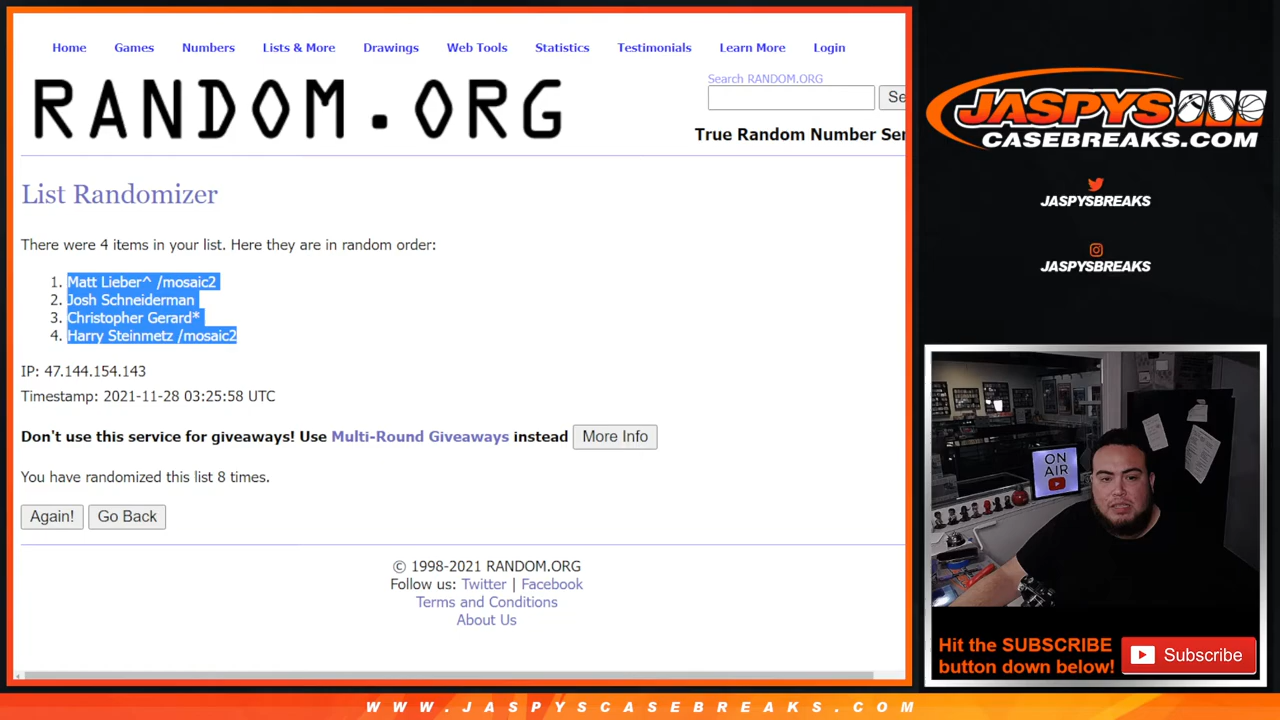 Home Games Numbers Lists & More Drawings Web Tools Statistics Testimonials Learn More Login
RANDOM.ORG
Search RANDOM.ORG
Se
True Random Number Ser
List Randomizer
There were 4 items in your list. Here they are in random order:
1. Matt Lieber^ /mosaic2
2. Josh Schneiderman
3. Christopher Gerard*
4. Harry Steinmetz /mosaic2
IP: 47.144.154.143
Timestamp: 2021-11-28 03:25:58 UTC
Don't use this service for giveaways! Use Multi-Round Giveaways instead More Info
You have randomized this list 8 times.
Again! Go Back
© 1998-2021 RANDOM.ORG
Follow us: Twitter | Facebook
Terms and Conditions
About Us
JASPYS
CASEBREAKS.COM
JASPYSBREAKS
JASPYSBREAKS
ON
AIR
Hit the SUBSCRIBE
button down below!
Subscribe
WWW.JASPYSCASEBREAKS.COM